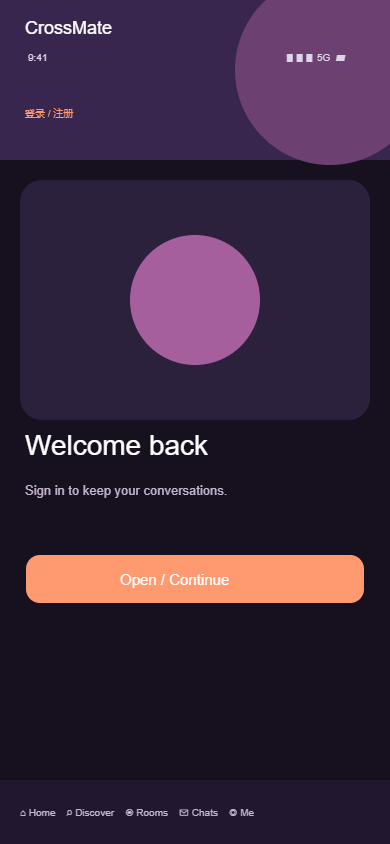 CrossMate
9:41 5G
登录 / 注册
Welcome back
Sign in to keep your conversations.
Open / Continue
Home Discover Rooms Chats Me